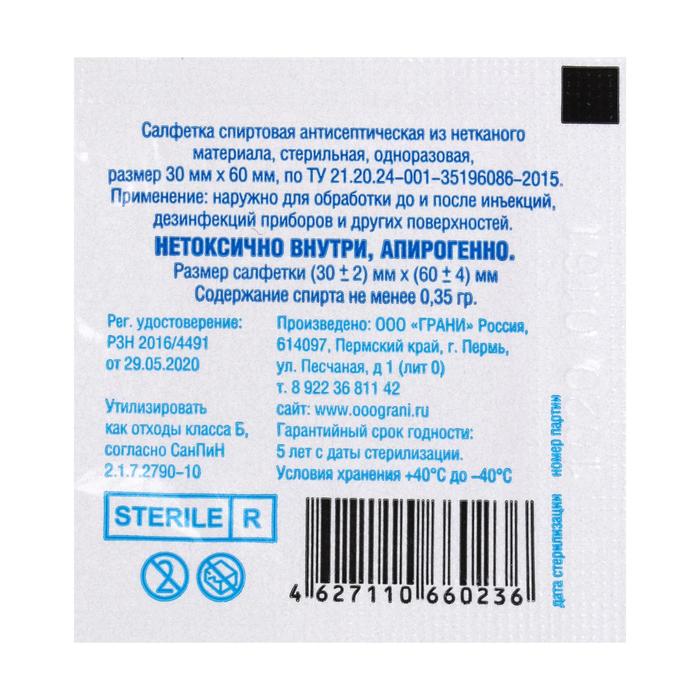 Салфетка спиртовая антисептическая из нетканого
материала, стерильная, одноразовая,
размер 30 мм х 60 мм, по ТУ 21.20.24–001–35196086–2015.
Применение: наружно для обработки до и после инъекций,
дезинфекций приборов и других поверхностей.
НЕТОКСИЧНО ВНУТРИ, АПИРОГЕННО.
Размер салфетки (30 ± 2) мм х (60 ± 4) мм
Содержание спирта не менее 0,35 гр.
Рег. удостоверение:
РЗН 2016/4491
от 29.05.2020
Утилизировать
как отходы класса Б,
согласно СанПиН
2.1.7.2790–10
Произведено: ООО «ГРАНИ» Россия,
614097, Пермский край, г. Пермь,
ул. Песчаная, д 1 (лит 0)
т. 8 922 36 811 42
сайт: www.ooograni.ru
Гарантийный срок годности:
5 лет с даты стерилизации.
Условия хранения +40°С до –40°С
STERILE R
2
4 627110 660236
дата стерилизации номер партии